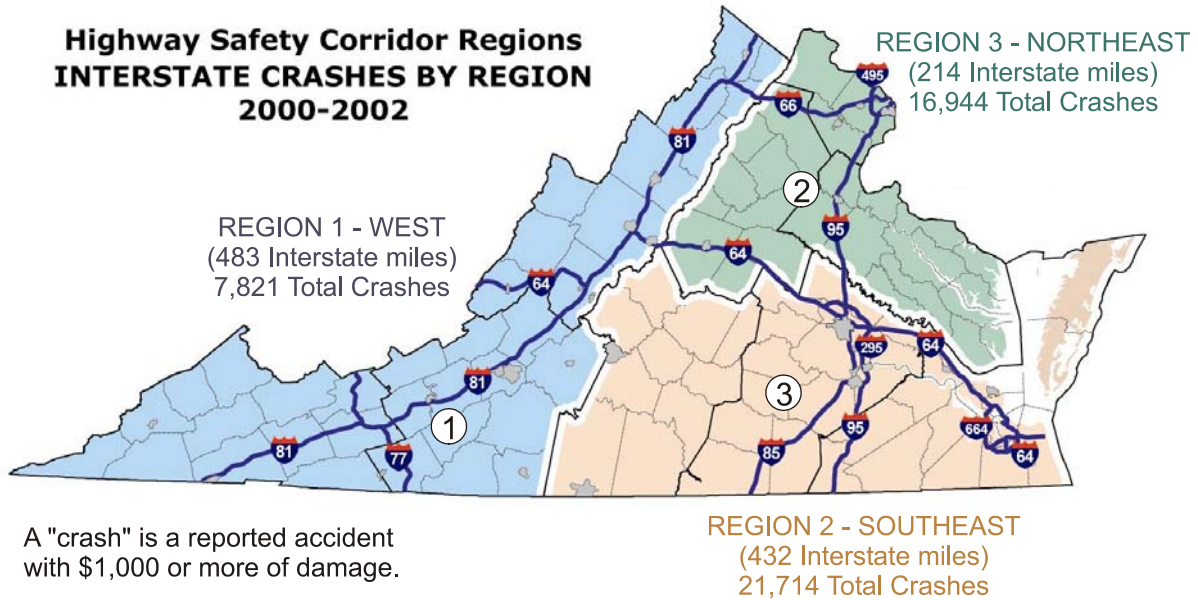 Highway Safety Corridor Regions
INTERSTATE CRASHES BY REGION
2000-2002
REGION 3 - NORTHEAST
(214 Interstate miles)
16,944 Total Crashes
495
66
81
2
95
64
REGION 1 - WEST
(483 Interstate miles)
7,821 Total Crashes
64
295
64
81
3
1
664
95
81
77
85
64
A "crash" is a reported accident
with $1,000 or more of damage.
REGION 2 - SOUTHEAST
(432 Interstate miles)
21,714 Total Crashes